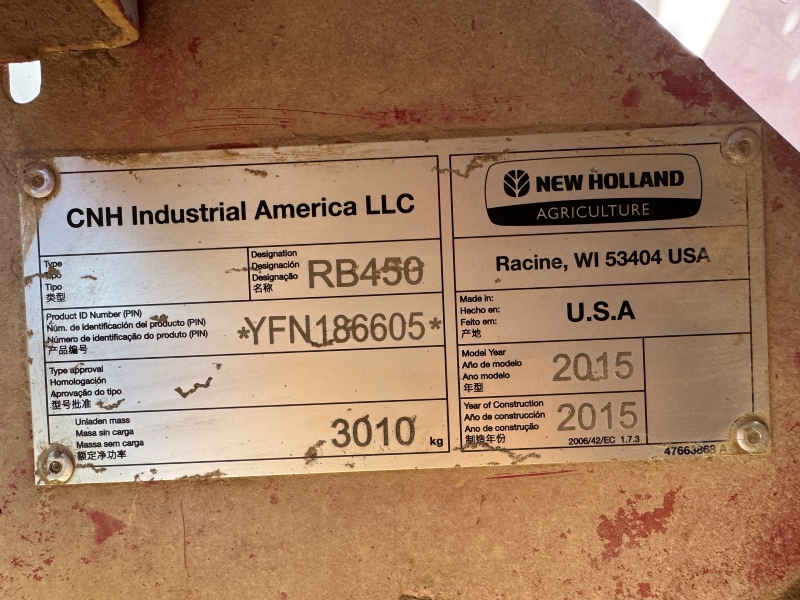 CNH Industrial America LLC
Type
Tipo
Tipo
类型
Designation
Designación
Designação
名称
RB450
Product ID Number (PIN)
Núm. de identificación del producto (PIN)
Número de identificação do produto (PIN)
产品编号
*YFN186605*
Type approval
Homologación
Aprovação do tipo
型号批准
Unladen mass
Masa sin carga
Massa sem carga
额定净功率
3010 kg
NEW HOLLAND
AGRICULTURE
Racine, WI 53404 USA
Made in:
Hecho en:
Feito em:
产地
U.S.A
Model Year
Año de modelo
Ano modelo
年型
2015
Year of Construction
Año de construcción
Ano de construção
制造年份
2015
2006/42/EC 1.7.3
47663868 A